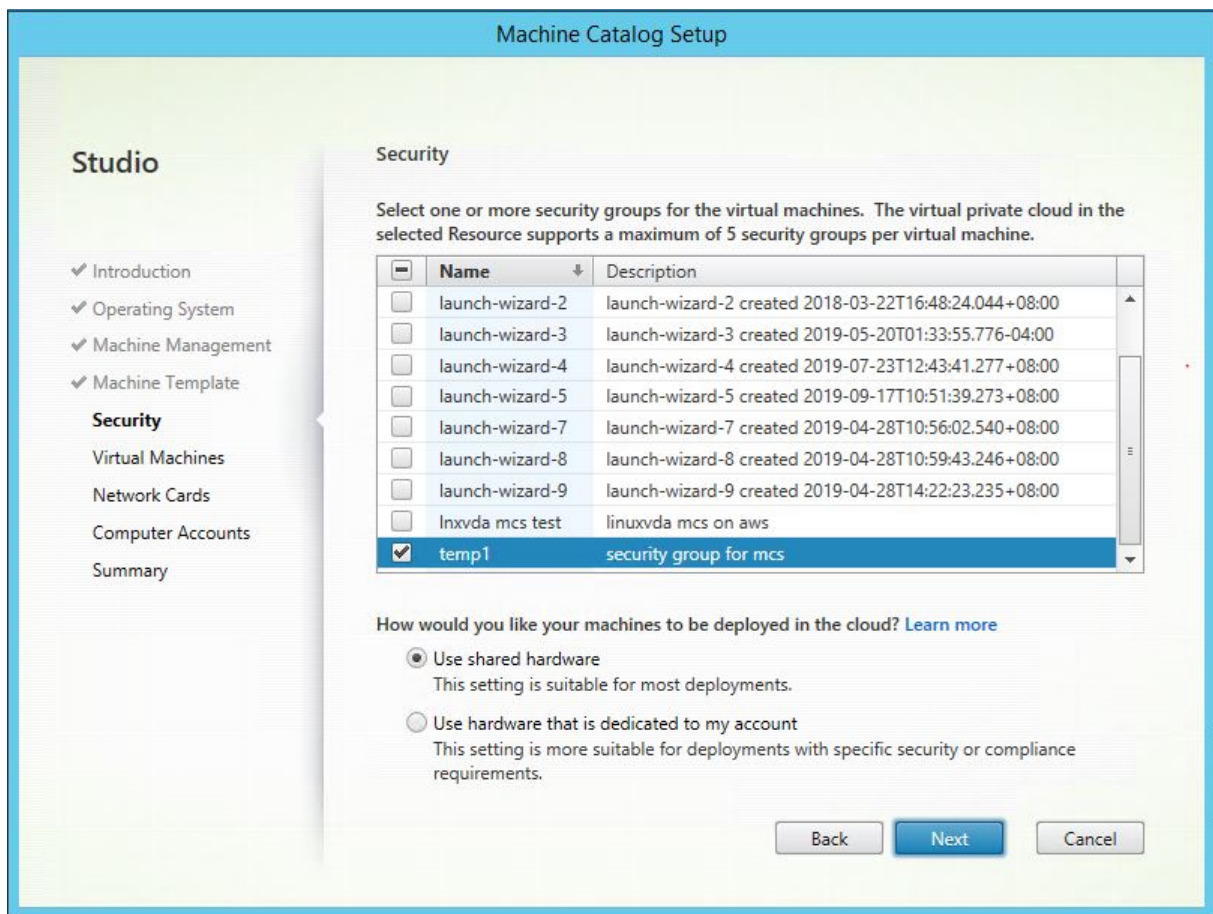 Machine Catalog Setup
Studio
✔ Introduction
✔ Operating System
✔ Machine Management
✔ Machine Template
Security
Virtual Machines
Network Cards
Computer Accounts
Summary
Security
Select one or more security groups for the virtual machines. The virtual private cloud in the
selected Resource supports a maximum of 5 security groups per virtual machine.
Name Description
launch-wizard-2 launch-wizard-2 created 2018-03-22T16:48:24.044+08:00
launch-wizard-3 launch-wizard-3 created 2019-05-20T01:33:55.776-04:00
launch-wizard-4 launch-wizard-4 created 2019-07-23T12:43:41.277+08:00
launch-wizard-5 launch-wizard-5 created 2019-09-17T10:51:39.273+08:00
launch-wizard-7 launch-wizard-7 created 2019-04-28T10:56:02.540+08:00
launch-wizard-8 launch-wizard-8 created 2019-04-28T10:59:43.246+08:00
launch-wizard-9 launch-wizard-9 created 2019-04-28T14:22:23.235+08:00
lnxvda mcs test linuxvda mcs on aws
temp1 security group for mcs
How would you like your machines to be deployed in the cloud? Learn more
Use shared hardware
This setting is suitable for most deployments.
Use hardware that is dedicated to my account
This setting is more suitable for deployments with specific security or compliance
requirements.
Back Next Cancel